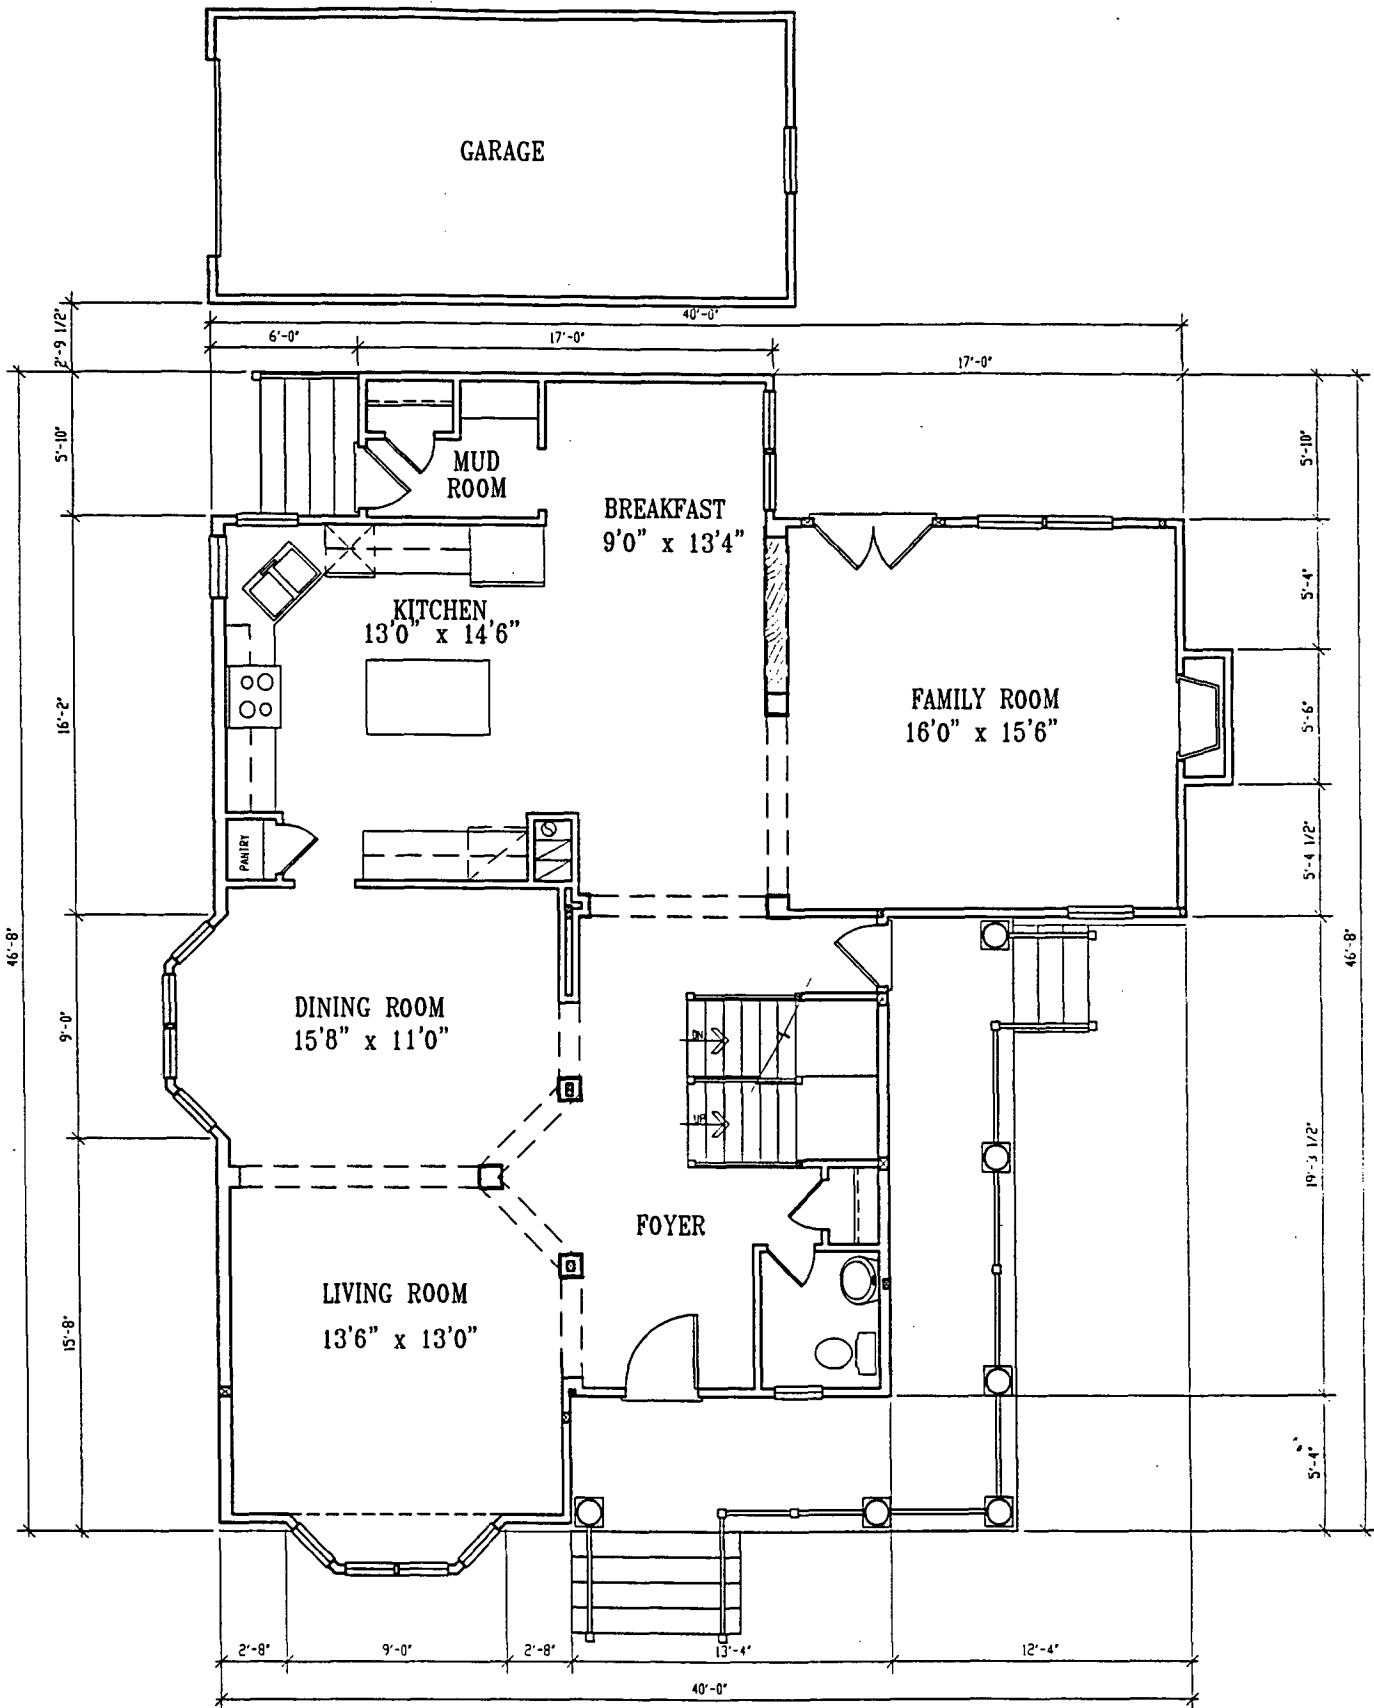 GARAGE
2'-9 1/2"
40'-0"
6'-0"
17'-0"
17'-0"
5'-10"
5'-10"
MUD
ROOM
BREAKFAST
9'0" x 13'4"
5'-4"
KITCHEN
13'0" x 14'6"
FAMILY ROOM
16'0" x 15'6"
16'-2"
5'-6"
PANTRY
5'-4 1/2"
46'-8"
46'-8"
9'-0"
DINING ROOM
15'8" x 11'0"
DN
UP
19'-3 1/2"
FOYER
LIVING ROOM
13'6" x 13'0"
15'-8"
5'-4"
2'-8"
9'-0"
2'-8"
13'-4"
12'-4"
40'-0"